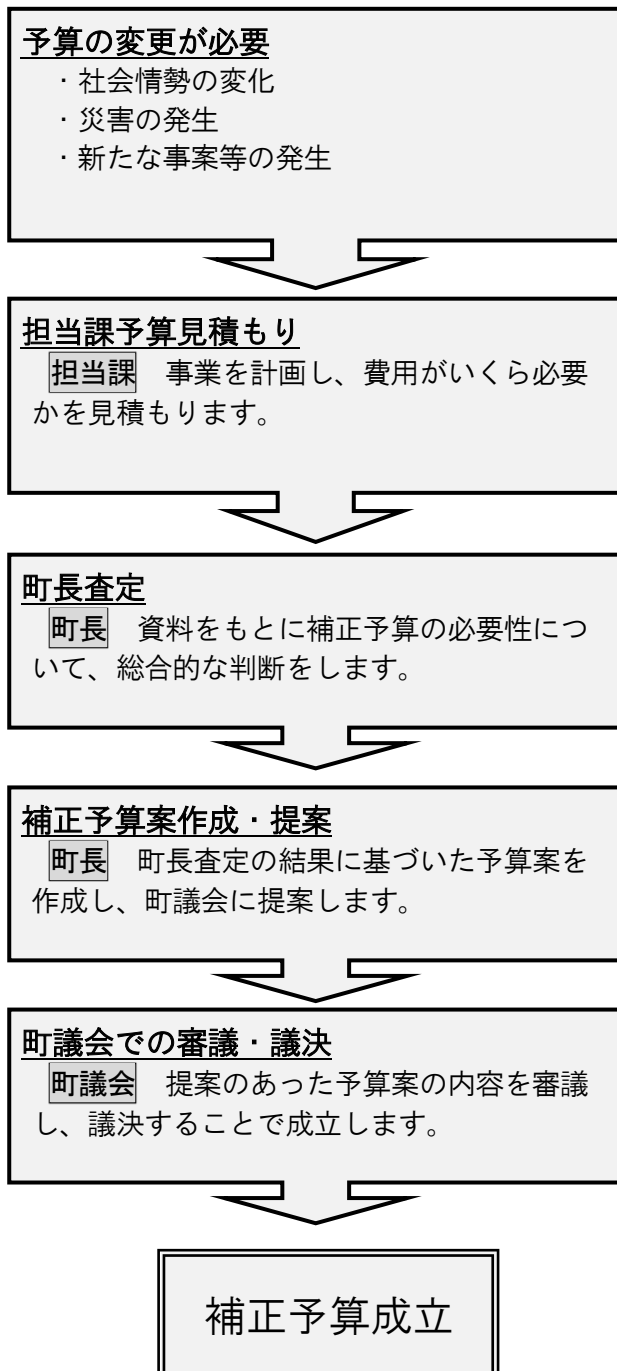 予算の変更が必要
・社会情勢の変化
・災害の発生
・新たな事案等の発生
担当課予算見積もり
担当課　事業を計画し、費用がいくら必要
かを見積もります。
町長査定
町長　資料をもとに補正予算の必要性につ
いて、総合的な判断をします。
補正予算案作成・提案
町長　町長査定の結果に基づいた予算案を
作成し、町議会に提案します。
町議会での審議・議決
町議会　提案のあった予算案の内容を審議
し、議決することで成立します。
補正予算成立